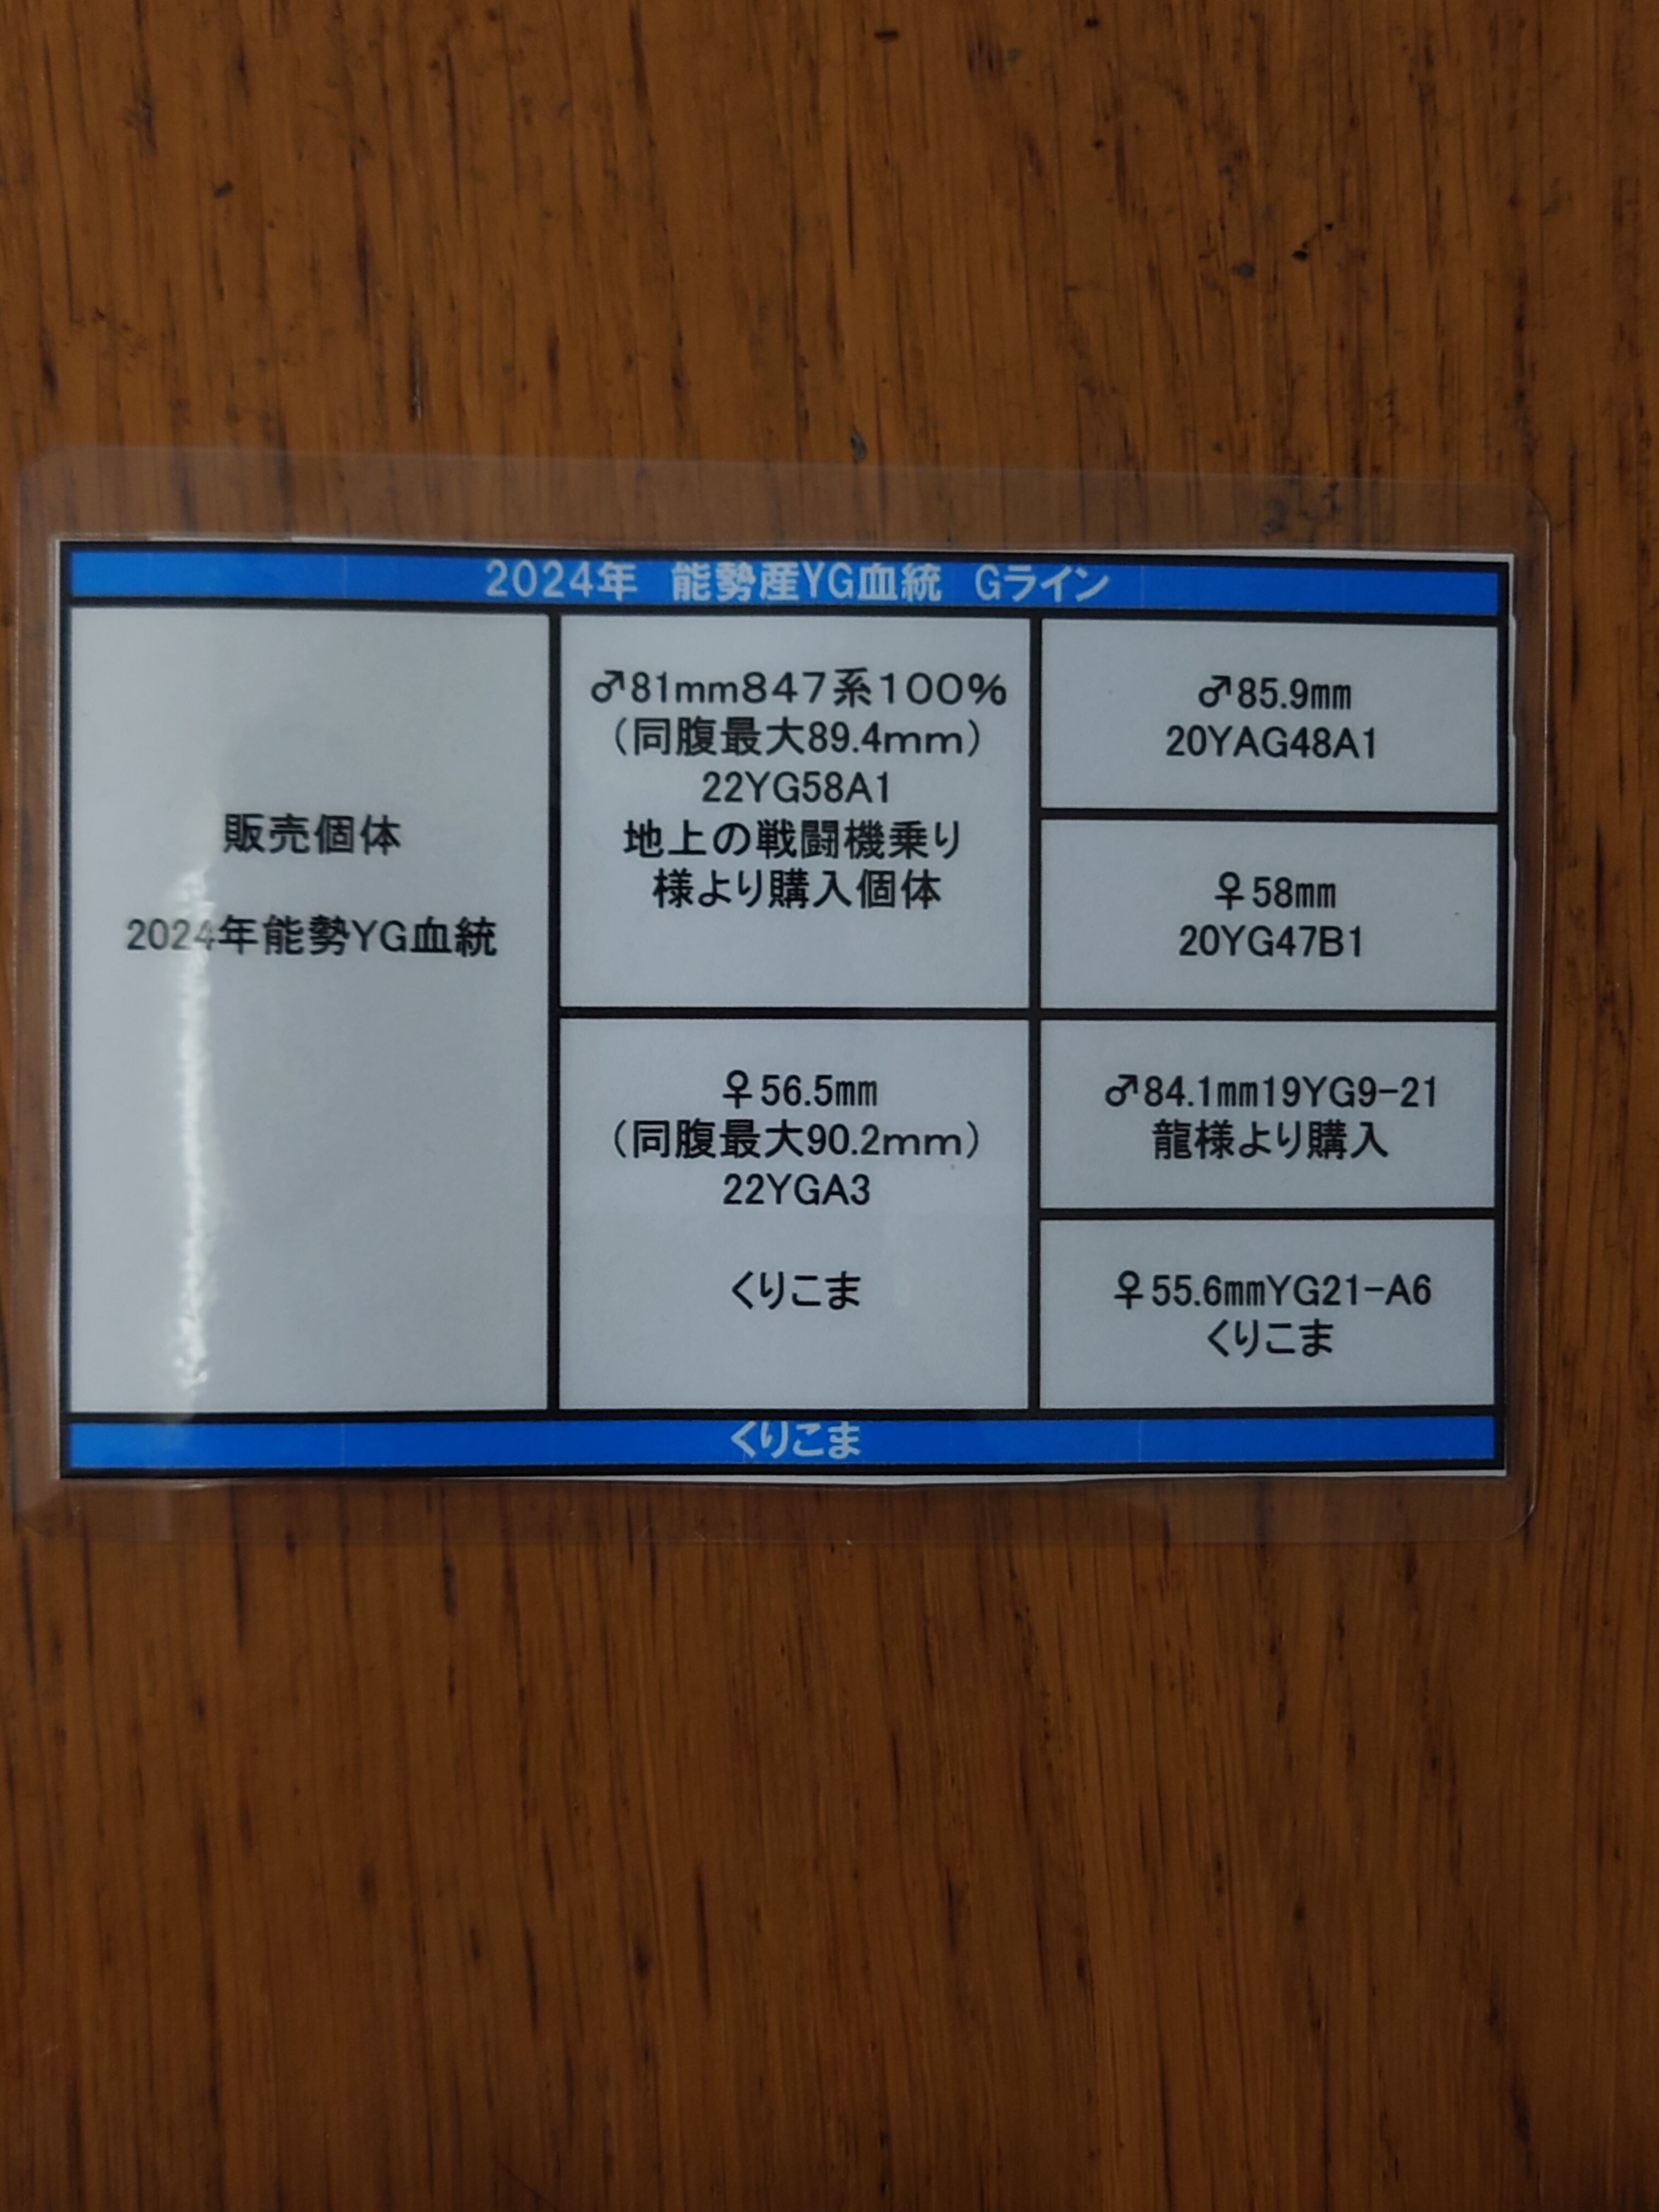 2024年 能勢産YG血統 Gライン
販売個体
2024年能勢YG血統
♂81mm847系100%
(同腹最大89.4mm)
22YG58A1
地上の戦闘機乗り
様より購入個体
♀56.5mm
(同腹最大90.2mm)
22YGA3
くりこま
♂85.9mm
20YAG48A1
♀58mm
20YG47B1
♂84.1mm19YG9-21
龍様より購入
♀55.6mmYG21-A6
くりこま
くりこま